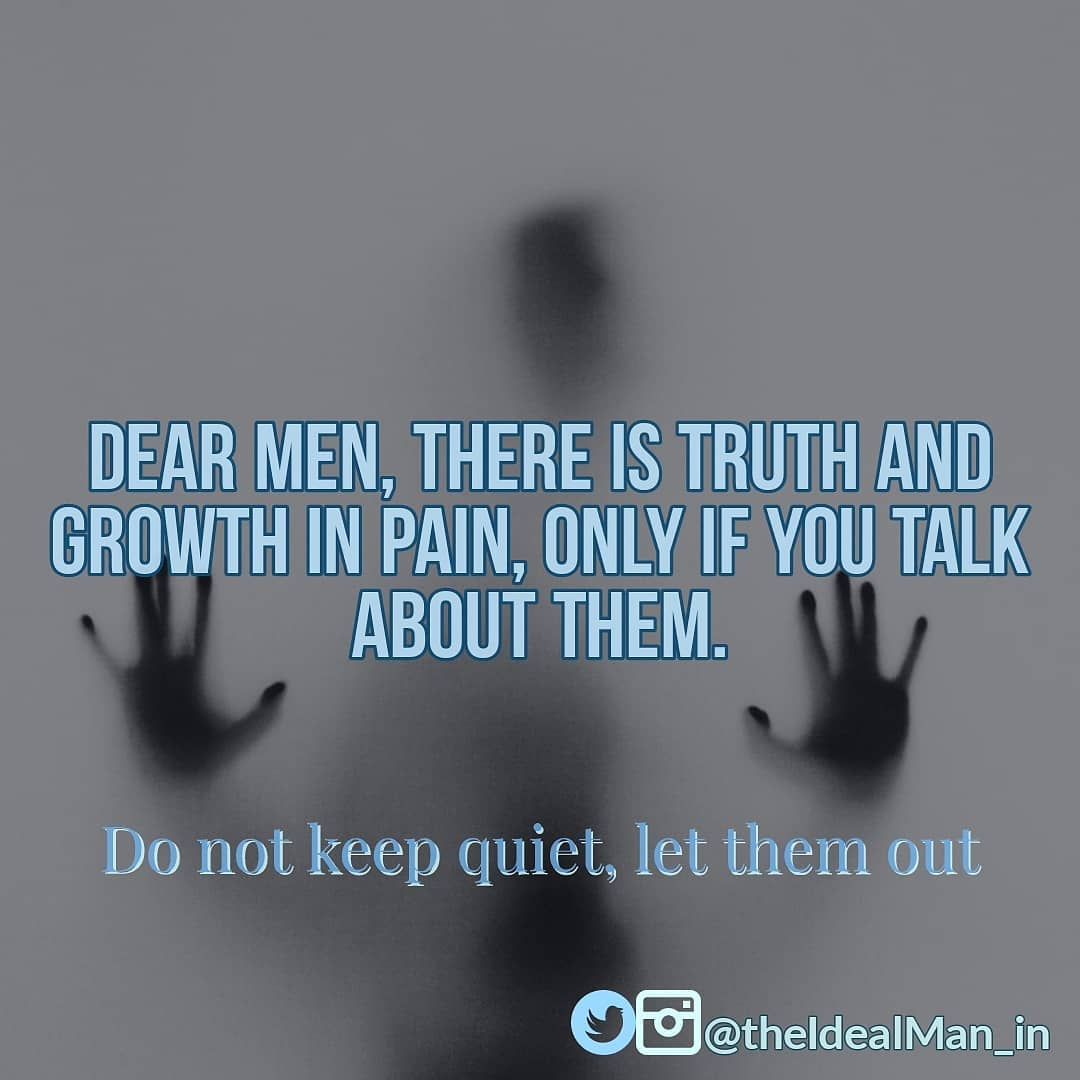 DEAR MEN, THERE IS TRUTH AND
GROWTH IN PAIN, ONLY IF YOU TALK
ABOUT THEM.
Do not keep quiet, let them out
@theIdealMan_in